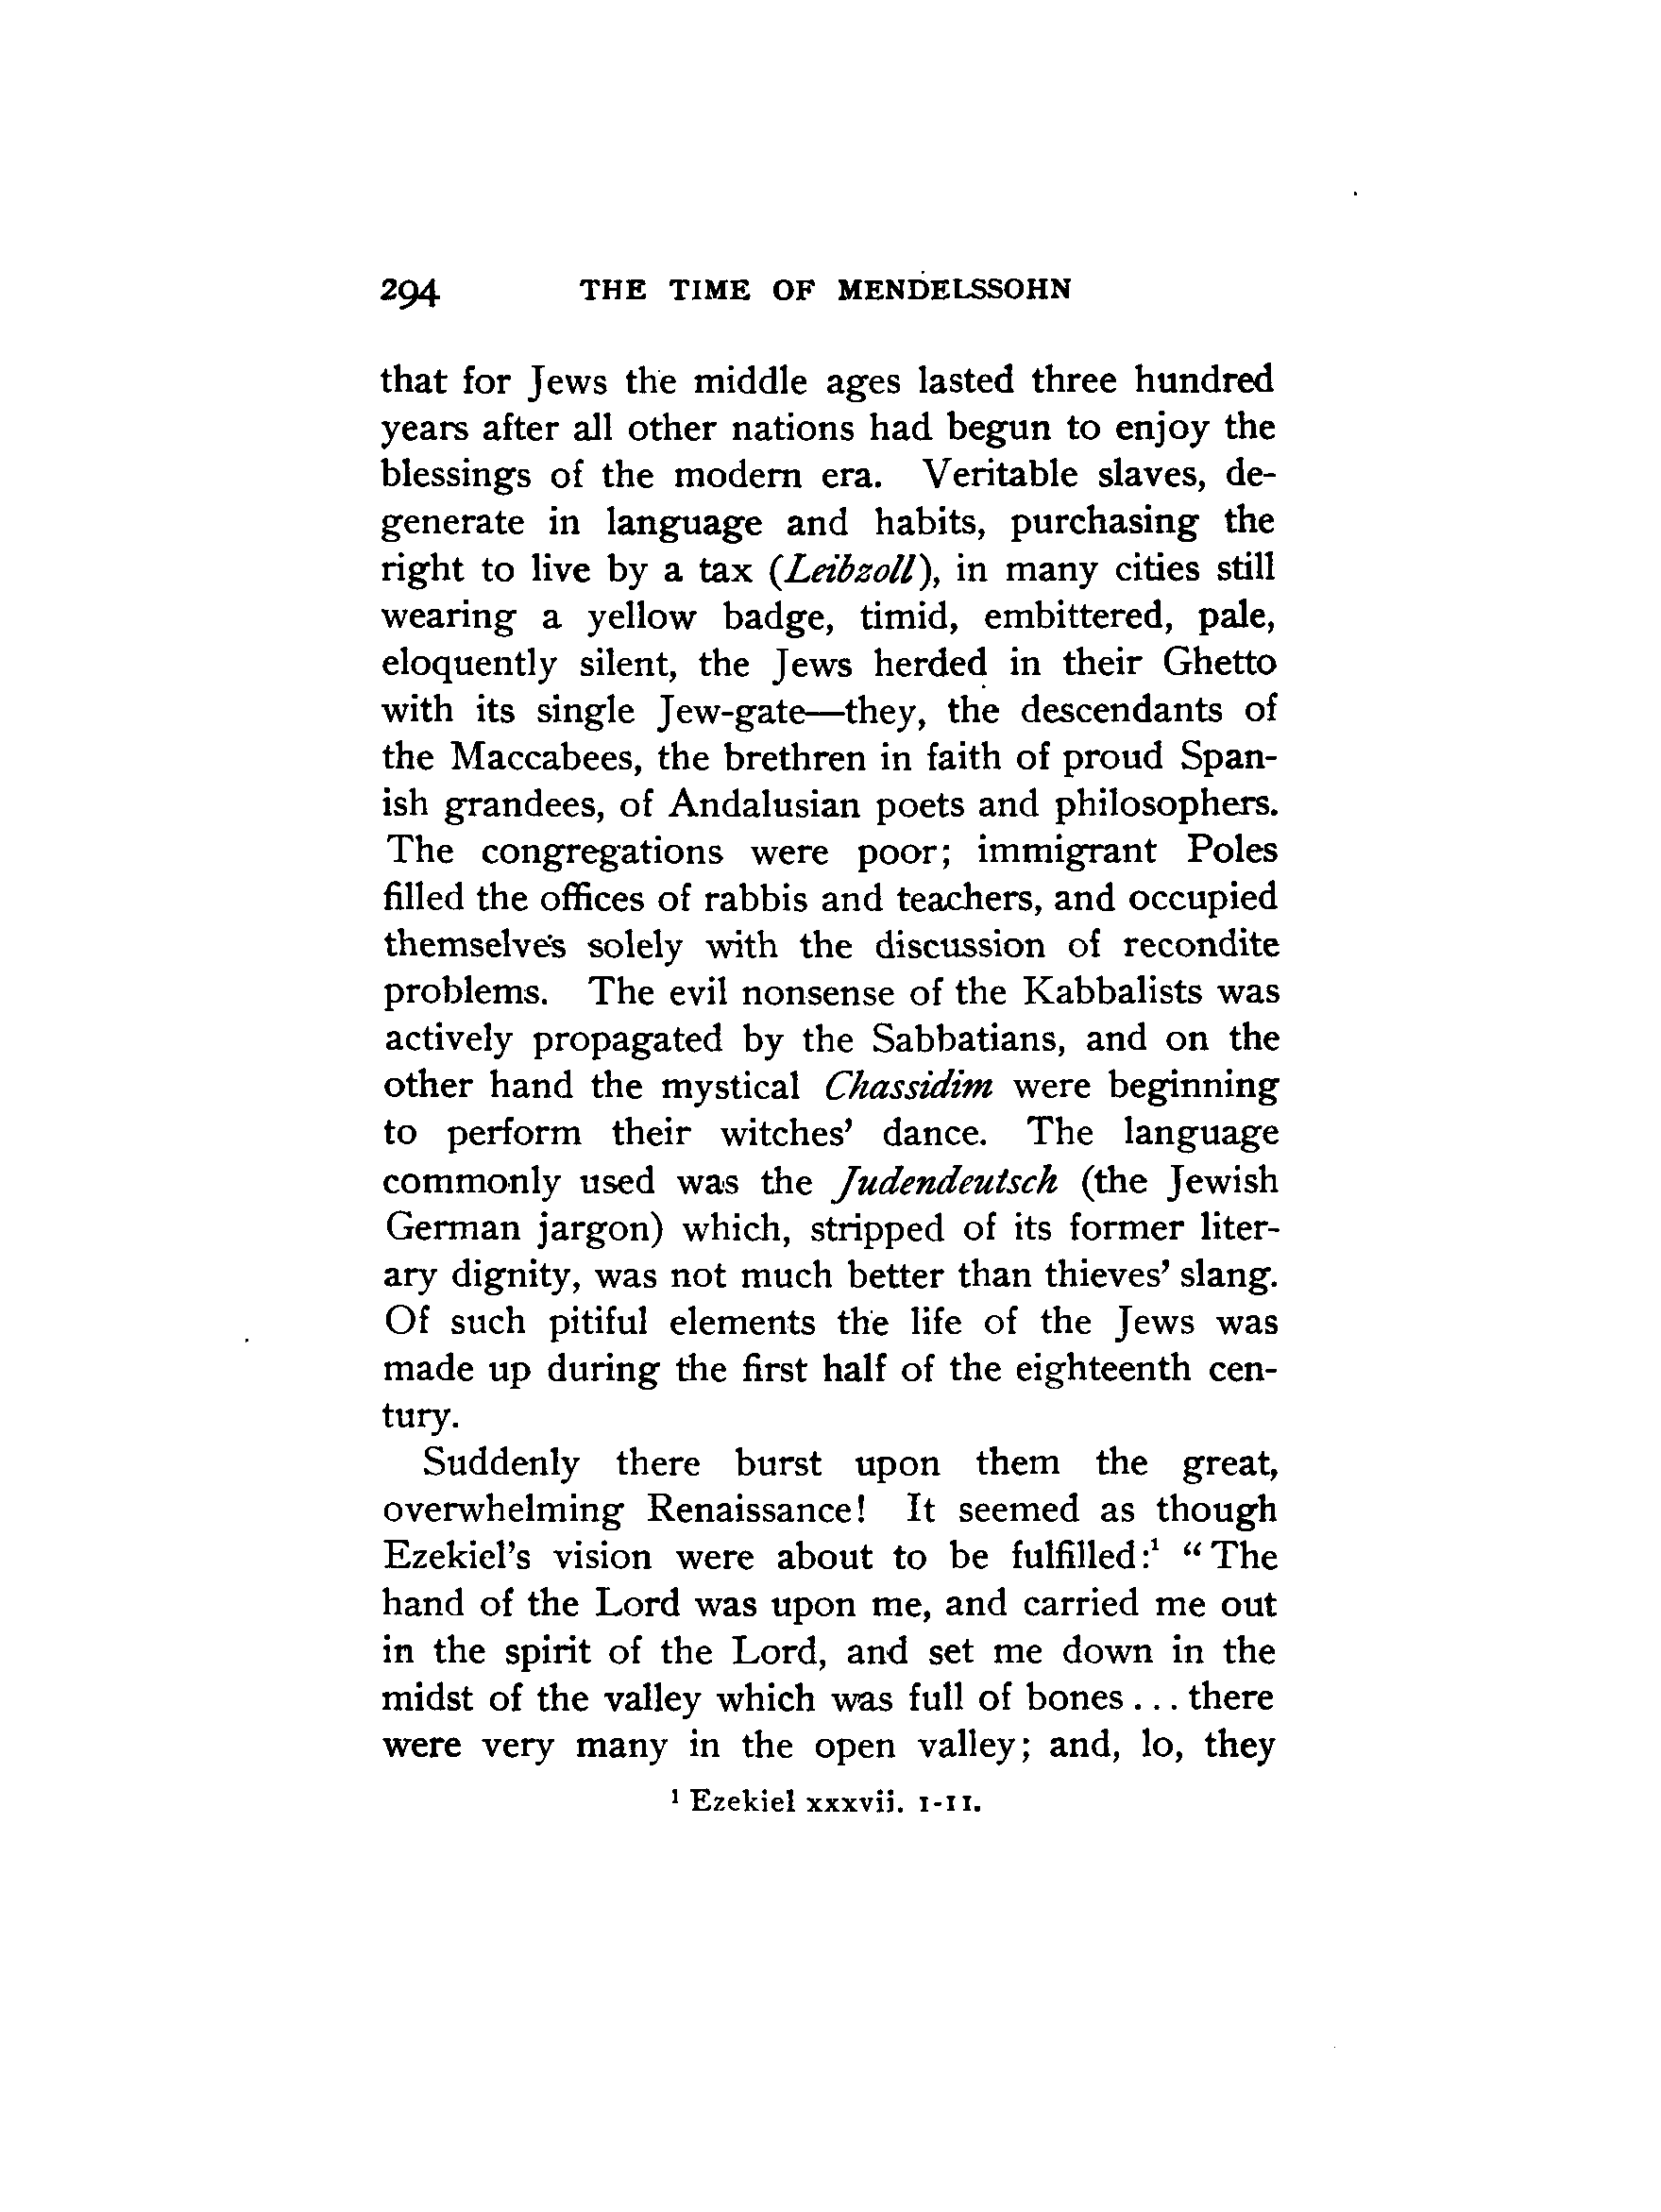 294 THE TIME OF MENDELSSOHN
that for Jews the middle ages lasted three hundred
years after all other nations had begun to enjoy the
blessings of the modern era. Veritable slaves, de-
generate in language and habits, purchasing the
right to live by a tax (Leibzoll), in many cities still
wearing a yellow badge, timid, embittered, pale,
eloquently silent, the Jews herded in their Ghetto
with its single Jew-gate—they, the descendants of
the Maccabees, the brethren in faith of proud Span-
ish grandees, of Andalusian poets and philosophers.
The congregations were poor; immigrant Poles
filled the offices of rabbis and teachers, and occupied
themselves solely with the discussion of recondite
problems. The evil nonsense of the Kabbalists was
actively propagated by the Sabbatians, and on the
other hand the mystical Chassidim were beginning
to perform their witches' dance. The language
commonly used was the Judendeutsch (the Jewish
German jargon) which, stripped of its former liter-
ary dignity, was not much better than thieves' slang.
Of such pitiful elements the life of the Jews was
made up during the first half of the eighteenth cen-
tury.
Suddenly there burst upon them the great,
overwhelming Renaissance! It seemed as though
Ezekiel's vision were about to be fulfilled:¹ "The
hand of the Lord was upon me, and carried me out
in the spirit of the Lord, and set me down in the
midst of the valley which was full of bones... there
were very many in the open valley; and, lo, they
¹ Ezekiel xxxvii. 1-11.